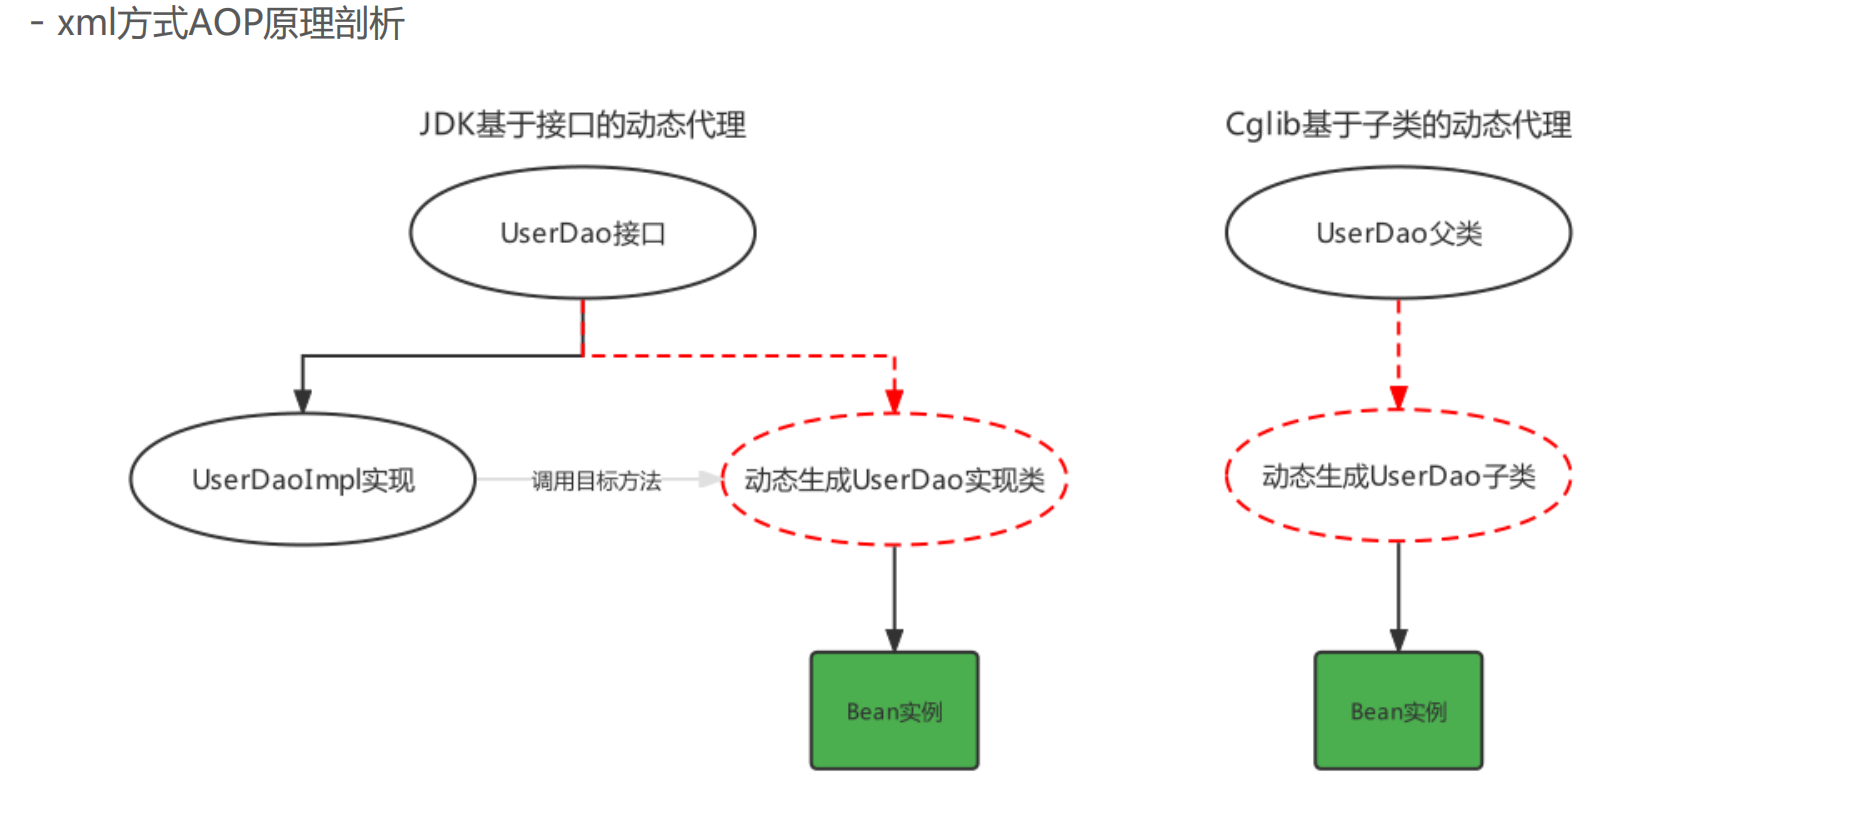 - xml方式AOP原理剖析
JDK基于接口的动态代理
Cglib基于子类的动态代理
UserDao接口
UserDao父类
UserDaoImpl实现
调用目标方法
动态生成UserDao实现类
动态生成UserDao子类
Bean实例
Bean实例